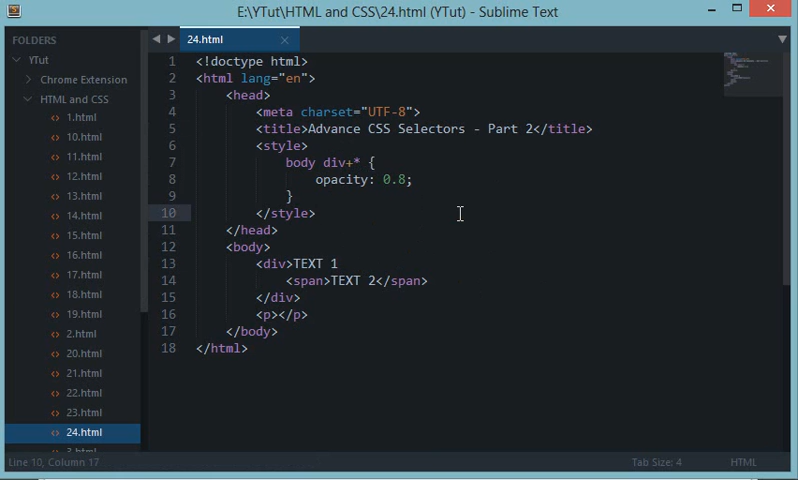 E:\YTut\HTML and CSS\24.html (YTut) - Sublime Text
FOLDERS
YTut
Chrome Extension
HTML and CSS
1.html
10.html
11.html
12.html
13.html
14.html
15.html
16.html
17.html
18.html
19.html
2.html
20.html
21.html
22.html
23.html
24.html
3.html
24.html
1 <!doctype html>
2 <html lang="en">
3 <head>
4 <meta charset="UTF-8">
5 <title>Advance CSS Selectors - Part 2</title>
6 <style>
7 body div+* {
8 opacity: 0.8;
9 }
10 </style>
11 </head>
12 <body>
13 <div>TEXT 1
14 <span>TEXT 2</span>
15 </div>
16 <p></p>
17 </body>
18 </html>
Line 10, Column 17
Tab Size: 4
HTML